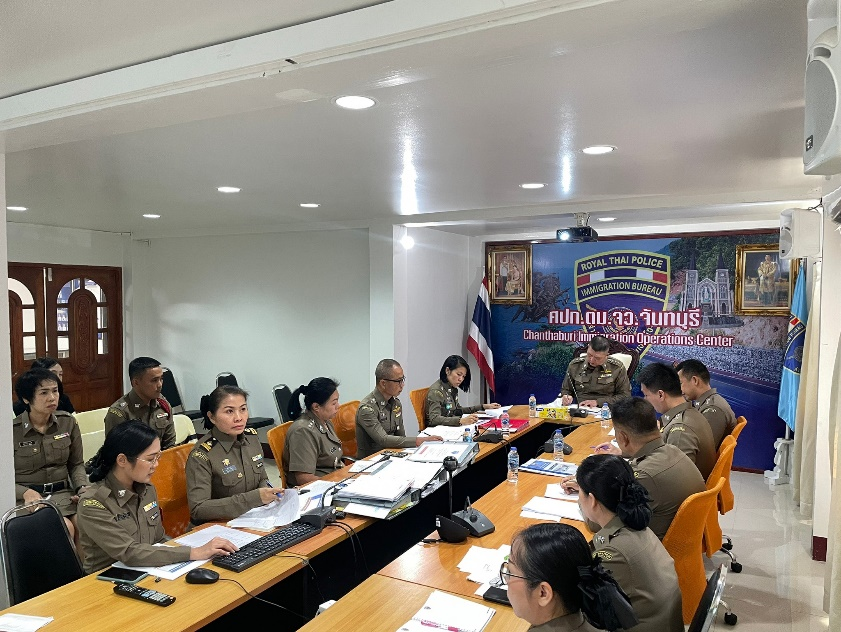 ROYAL THAI POLICE
IMMIGRATION BUREAU
ศปก.ตม.จว.จันทบุรี
Chanthaburi Immigration Operations Center